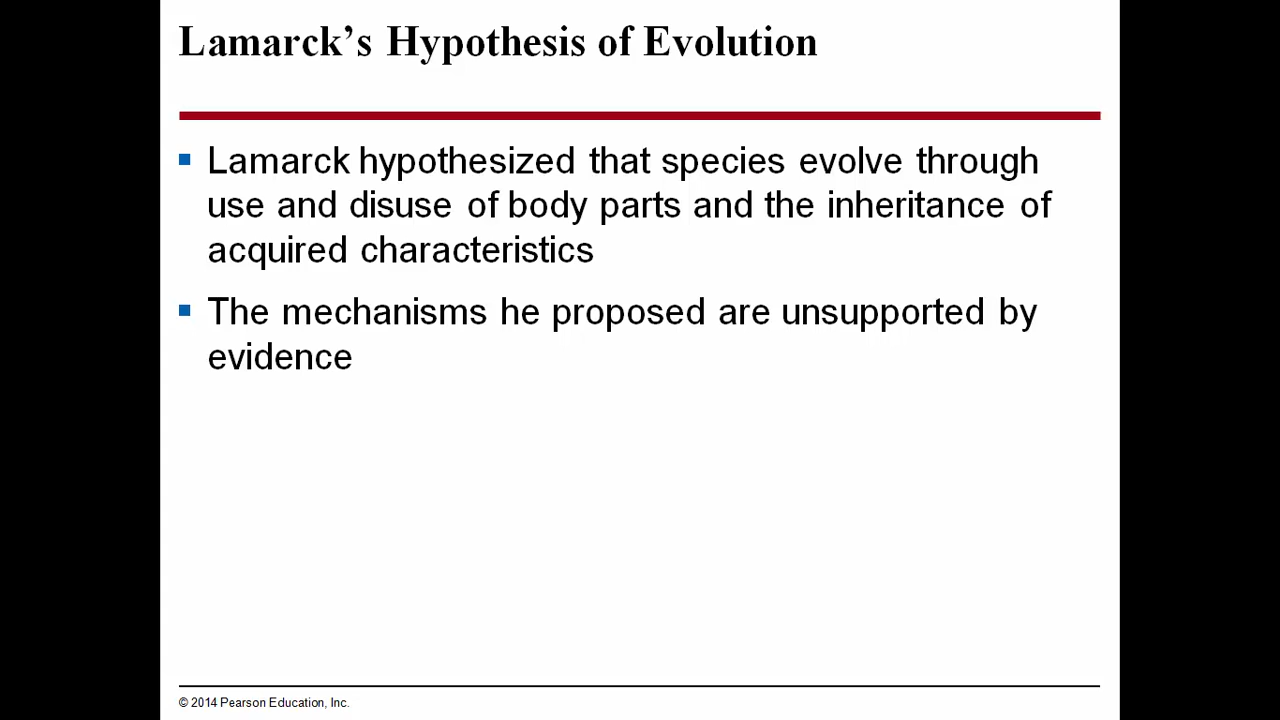 Lamarck's Hypothesis of Evolution
Lamarck hypothesized that species evolve through
use and disuse of body parts and the inheritance of
acquired characteristics
The mechanisms he proposed are unsupported by
evidence
© 2014 Pearson Education, Inc.